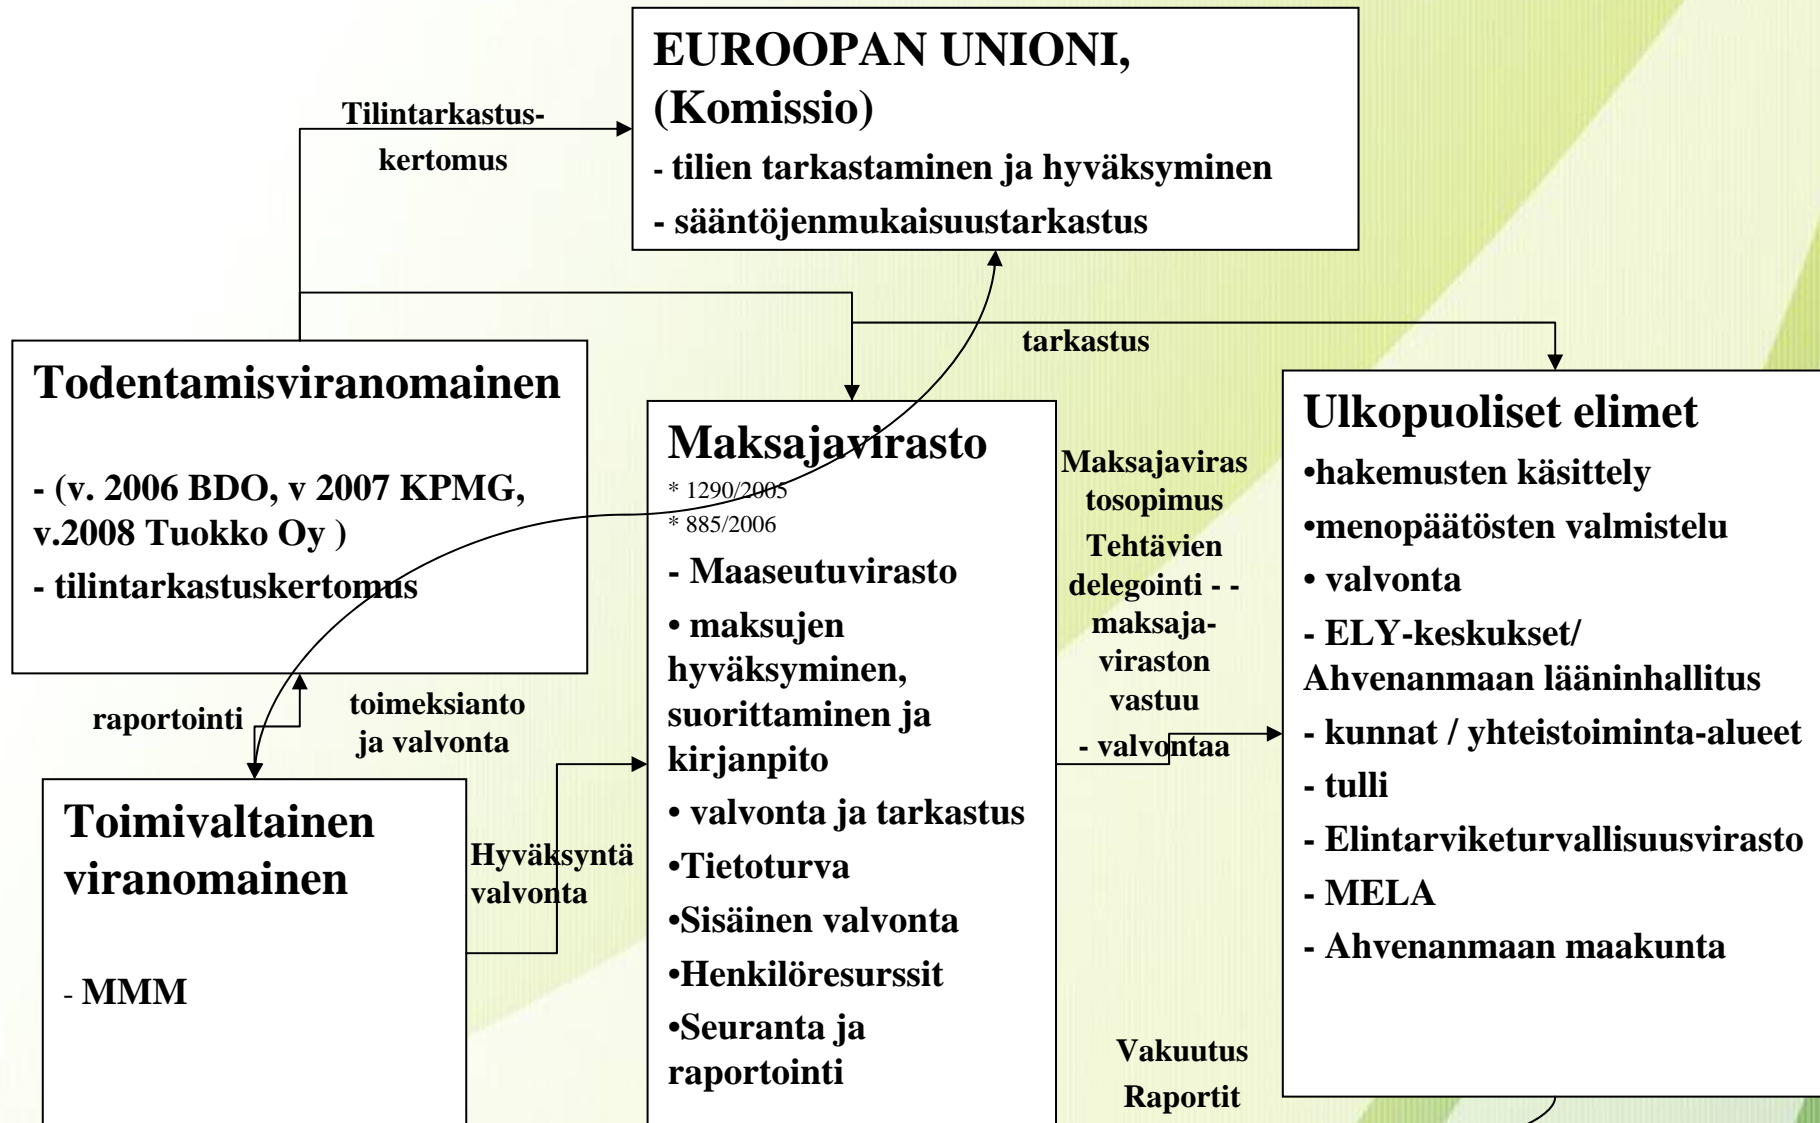 EUROOPAN UNIONI,
(Komissio)
- tilien tarkastaminen ja hyväksyminen
- sääntöjenmukaisuustarkastus
Tilintarkastus-
kertomus
tarkastus
Todentamisviranomainen
- (v. 2006 BDO, v 2007 KPMG,
v.2008 Tuokko Oy )
- tilintarkastuskertomus
raportointi
toimeksianto
ja valvonta
Toimivaltainen
viranomainen
- MMM
Hyväksyntä
valvonta
Maksajavirasto
* 1290/2005
* 885/2006
- Maaseutuvirasto
• maksujen
hyväksyminen,
suorittaminen ja
kirjanpito
• valvonta ja tarkastus
•Tietoturva
•Sisäinen valvonta
•Henkilöresurssit
•Seuranta ja
raportointi
Maksajaviras
tosopimus
Tehtävien
delegointi - -
maksaja-
viraston
vastuu
- valvontaa
Vakuutus
Raportit
Ulkopuoliset elimet
•hakemusten käsittely
•menopäätösten valmistelu
• valvonta
- ELY-keskukset/
Ahvenanmaan lääninhallitus
- kunnat / yhteistoiminta-alueet
- tulli
- Elintarviketurvallisuusvirasto
- MELA
- Ahvenanmaan maakunta